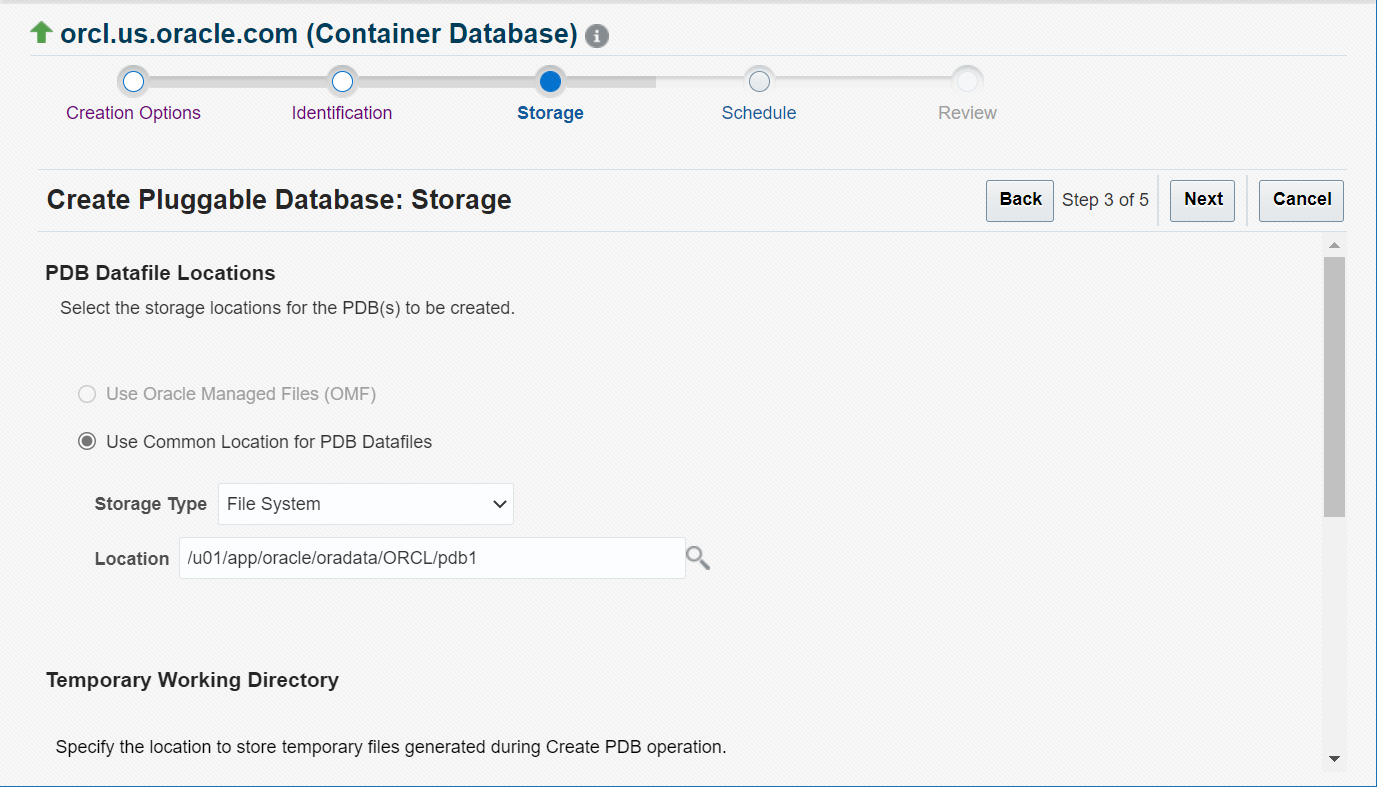 orcl.us.oracle.com (Container Database)
Creation Options Identification Storage Schedule Review
Create Pluggable Database: Storage Back Step 3 of 5 Next Cancel
PDB Datafile Locations
Select the storage locations for the PDB(s) to be created.
Use Oracle Managed Files (OMF)
Use Common Location for PDB Datafiles
Storage Type File System
Location /u01/app/oracle/oradata/ORCL/pdb1
Temporary Working Directory
Specify the location to store temporary files generated during Create PDB operation.